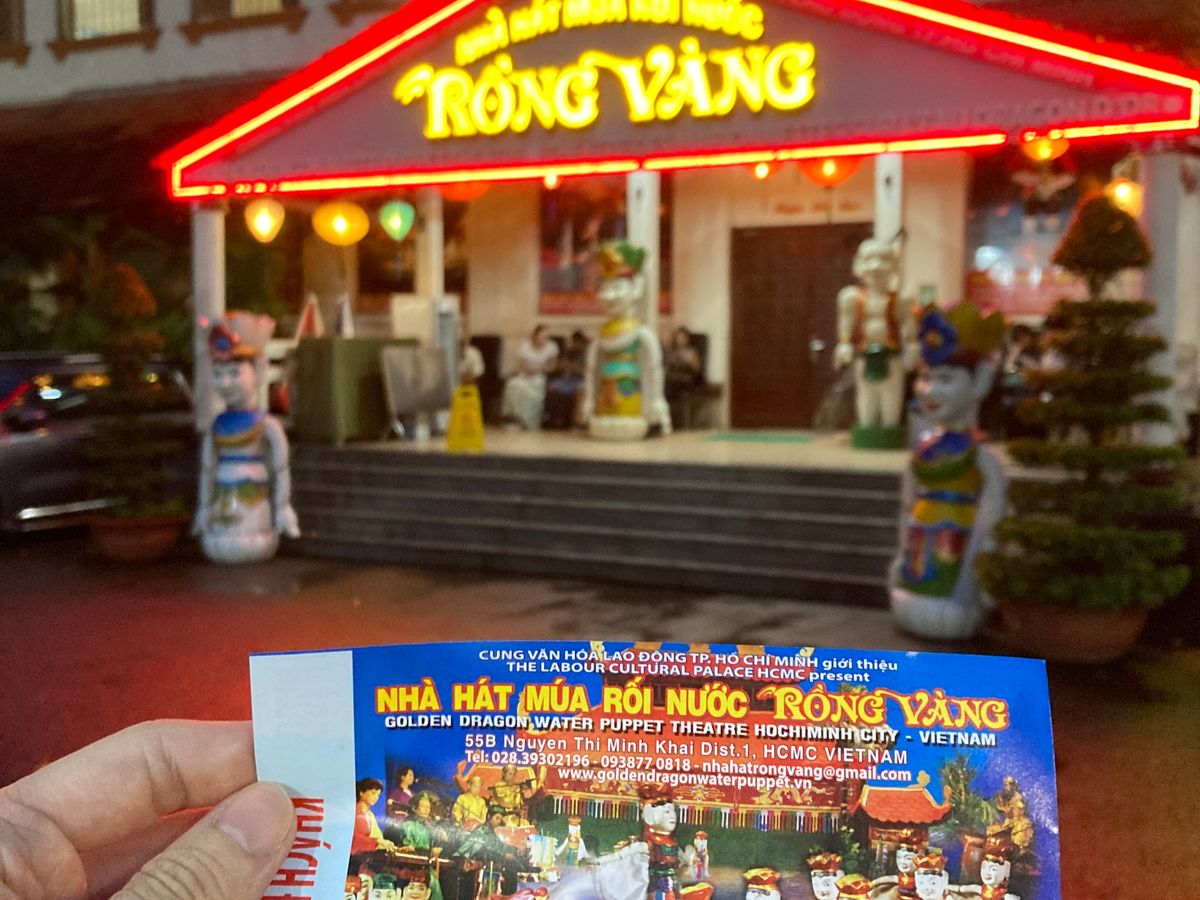 NHÀ HÁT MÚA RỐI NƯỚC
RỒNG VÀNG
CUNG VĂN HÓA LAO ĐỘNG TP. HỒ CHÍ MINH giới thiệu
THE LABOUR CULTURAL PALACE HCMC present
NHÀ HÁT MÚA RỐI NƯỚC RỒNG VÀNG
GOLDEN DRAGON WATER PUPPET THEATRE HOCHIMINH CITY - VIETNAM
55B Nguyen Thi Minh Khai Dist.1, HCMC VIETNAM
Tel: 028.39302196 - 093877 0818 - nhahatrongvang@gmail.com
www.goldendragonwaterpuppet.vn
KHÁCH